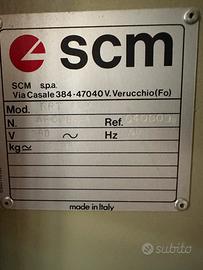 scm
SCM s.p.a.
Via Casale 384-47040 V. Verucchio(Fo)
Mod.
N Ref.
V ~ Hz
kg≃
made in Italy
subito